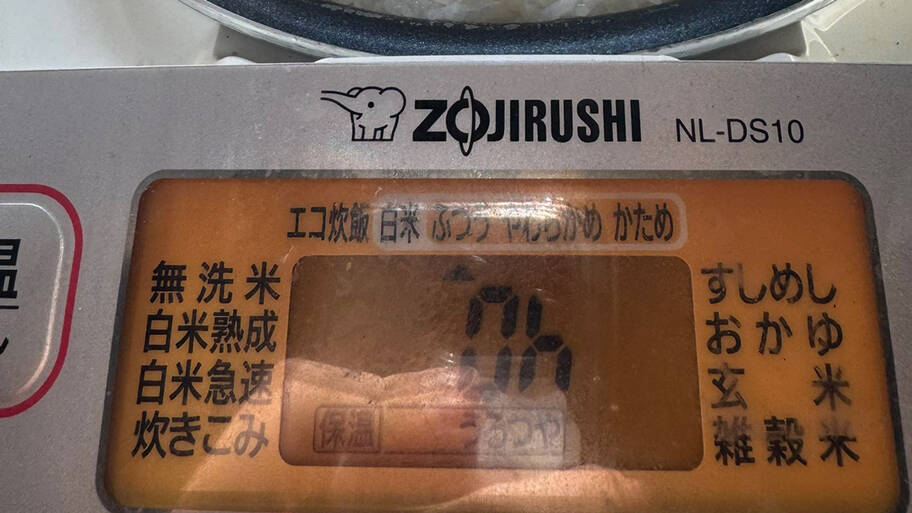 ZOJIRUSHI NL-DS10
エコ炊飯 白米 ふつう やわらかめ かため
無洗米
白米熟成
白米急速
炊きこみ
0h
保温 うるつや
すしめし
おかゆ
玄米
雑穀米